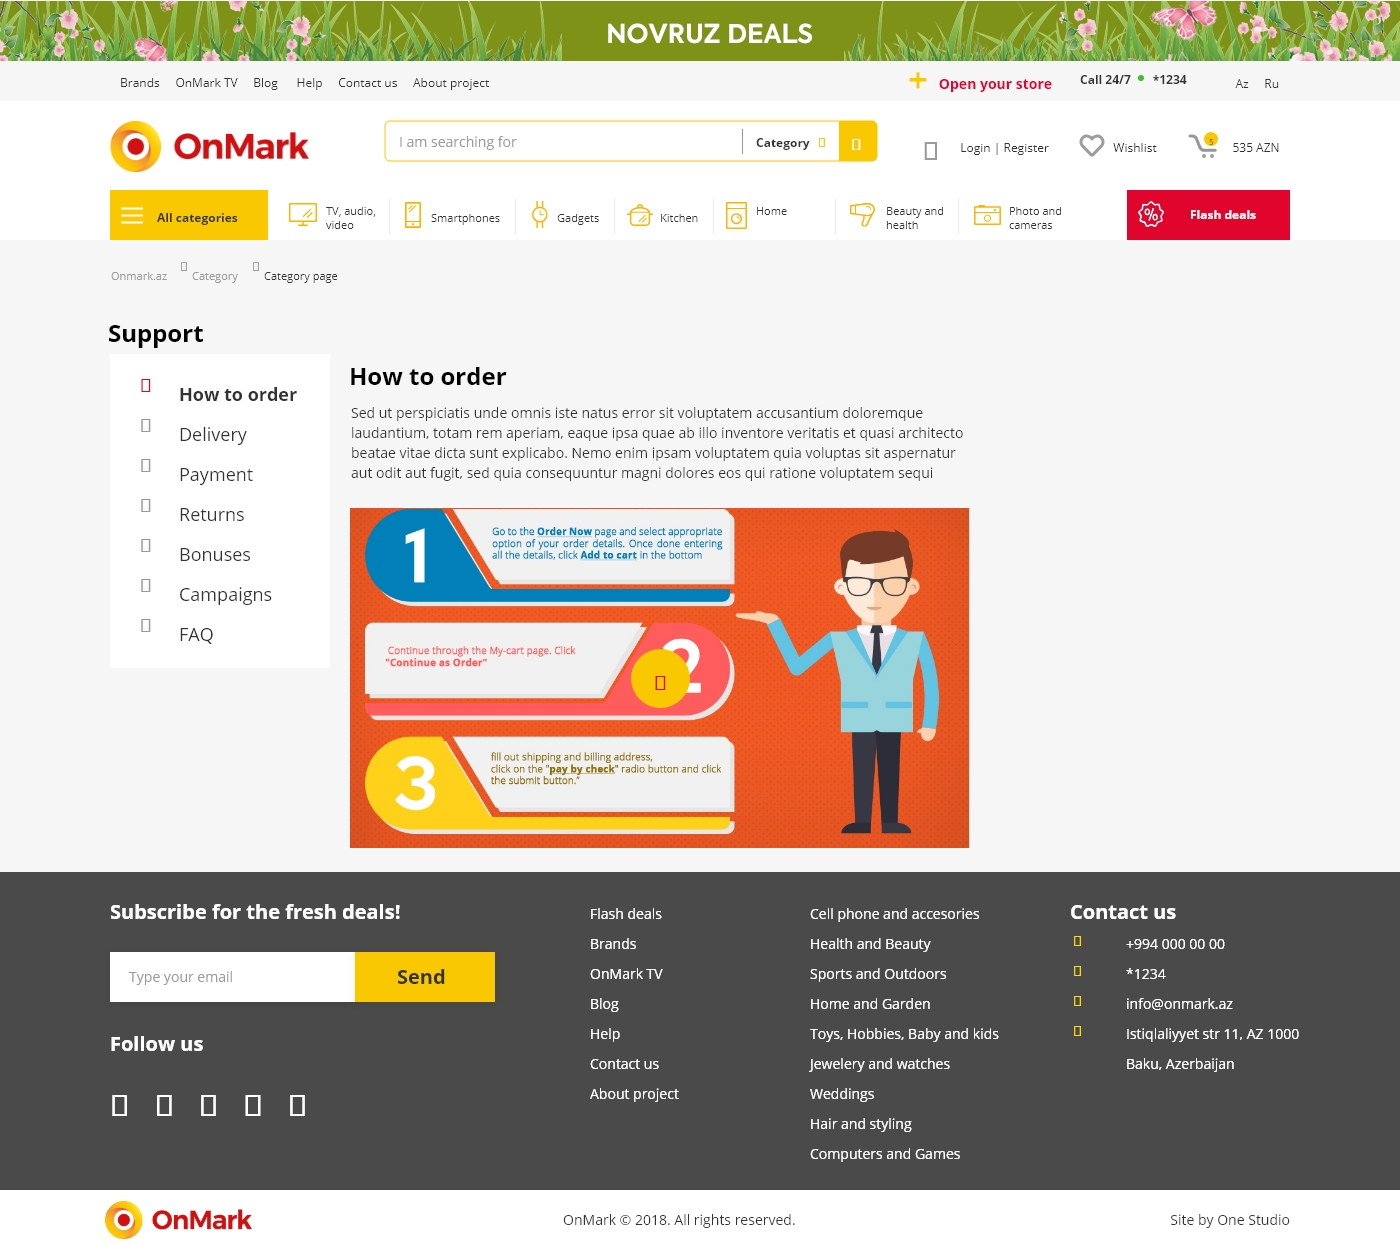 NOVRUZ DEALS
Brands OnMark TV Blog Help Contact us About project
Open your store
Call 24/7 *1234
Az Ru
OnMark
I am searching for
Category
Login | Register
Wishlist
5
535 AZN
All categories
TV, audio,
video
Smartphones
Gadgets
Kitchen
Home
Beauty and
health
Photo and
cameras
%
Flash deals
Onmark.az Category Category page
Support
How to order
Delivery
Payment
Returns
Bonuses
Campaigns
FAQ
How to order
Sed ut perspiciatis unde omnis iste natus error sit voluptatem accusantium doloremque
laudantium, totam rem aperiam, eaque ipsa quae ab illo inventore veritatis et quasi architecto
beatae vitae dicta sunt explicabo. Nemo enim ipsam voluptatem quia voluptas sit aspernatur
aut odit aut fugit, sed quia consequuntur magni dolores eos qui ratione voluptatem sequi
1
Go to the Order Now page and select appropriate
option of your order details. Once done entering
all the details, click Add to cart in the bottom
Continue through the My-cart page. Click
"Continue as Order"
2
3
fill out shipping and billing address,
click on the "pay by check" radio button and click
the submit button."
Subscribe for the fresh deals!
Type your email
Send
Follow us
Flash deals
Brands
OnMark TV
Blog
Help
Contact us
About project
Cell phone and accesories
Health and Beauty
Sports and Outdoors
Home and Garden
Toys, Hobbies, Baby and kids
Jewelery and watches
Weddings
Hair and styling
Computers and Games
Contact us
+994 000 00 00
*1234
info@onmark.az
Istiqlaliyyet str 11, AZ 1000
Baku, Azerbaijan
OnMark
OnMark © 2018. All rights reserved.
Site by One Studio